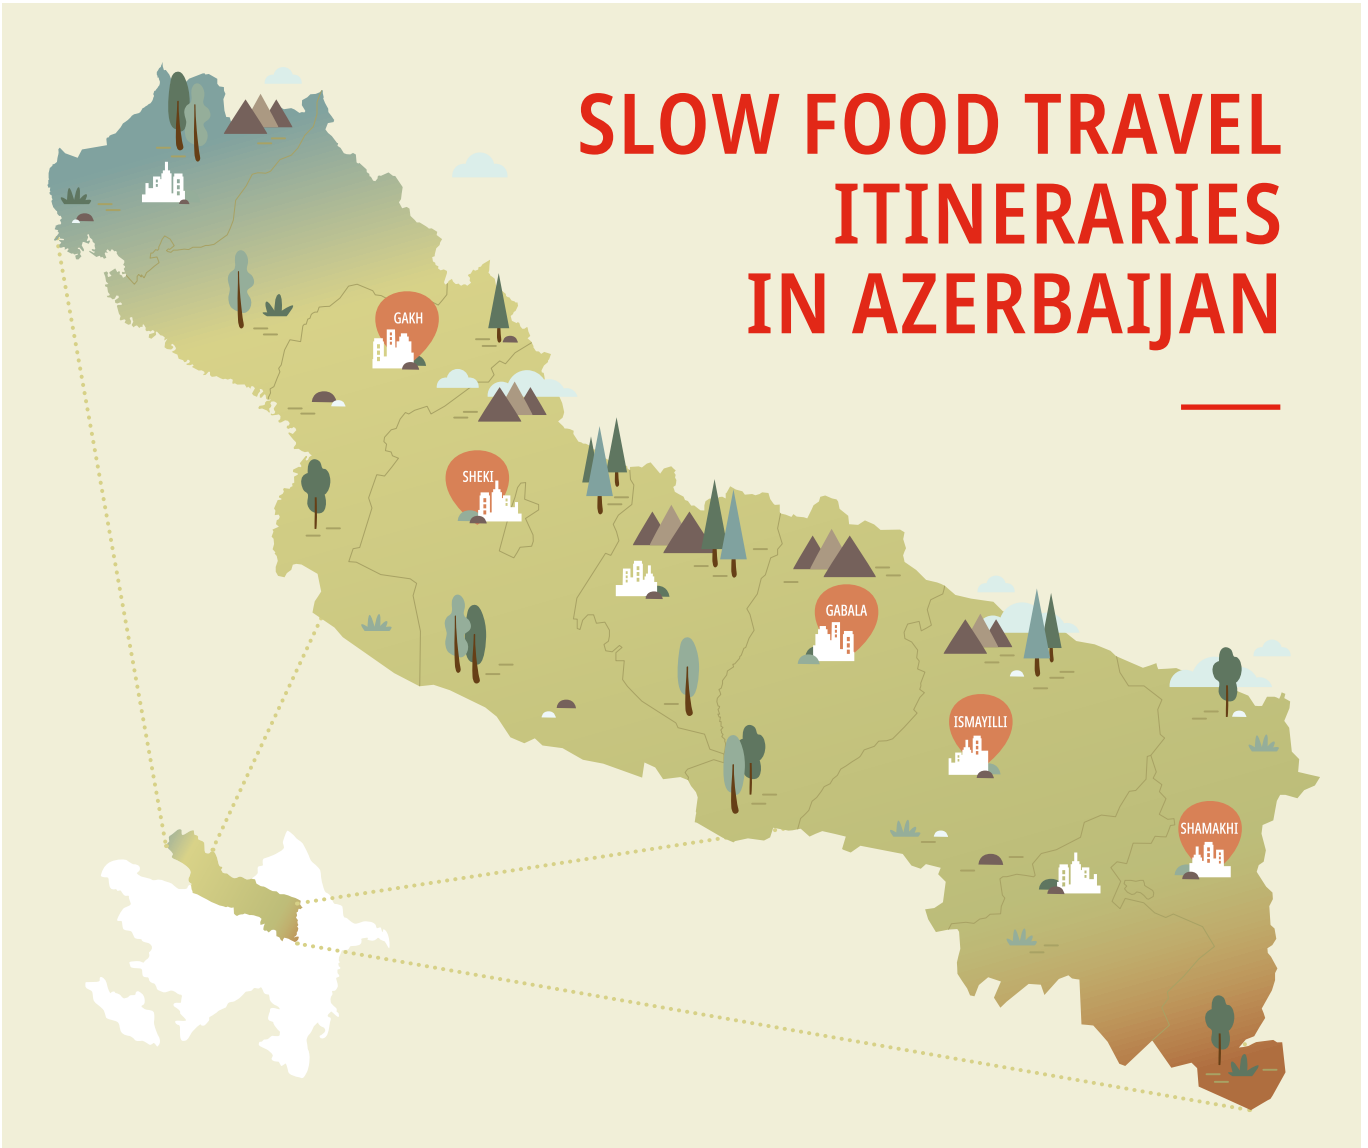 SLOW FOOD TRAVEL
ITINERARIES
IN AZERBAIJAN
GAKH
SHEKI
GABALA
ISMAYILLI
SHAMAKHI